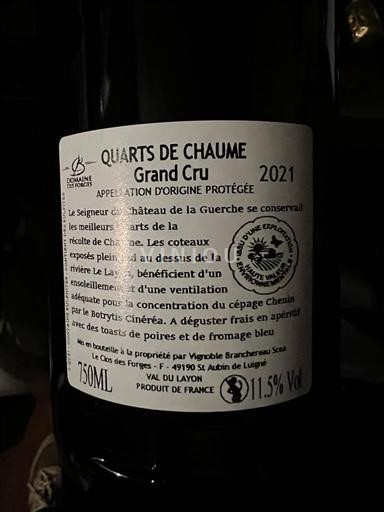 QUARTS DE CHAUME
Grand Cru
2021
APPELLATION D'ORIGINE PROTÉGÉE
DOMAINE
DES FORGES
Le Seigneur du Château de la Guerche se conservait
les meilleurs quarts de la
récolte de Chaume. Les coteaux
exposés plein sud au dessus de la
rivière Le Layon, bénéficient d'un
ensoleillement et d'une ventilation
adéquate pour la concentration du cépage Chenin
par le Botrytis Cinéréa. A déguster frais en apéritif
avec des toasts de poires et de fromage bleu
ISSU D'UNE EXPLOITATION
HAUTE VALEUR
ENVIRONNEMENTALE
Mis en bouteille à la propriété par Vignoble Branchereau Scea
Le Clos des Forges - F - 49190 St Aubin de Luigné
VAL DU LAYON
PRODUIT DE FRANCE
750ML
11.5% Vol
VINIOU